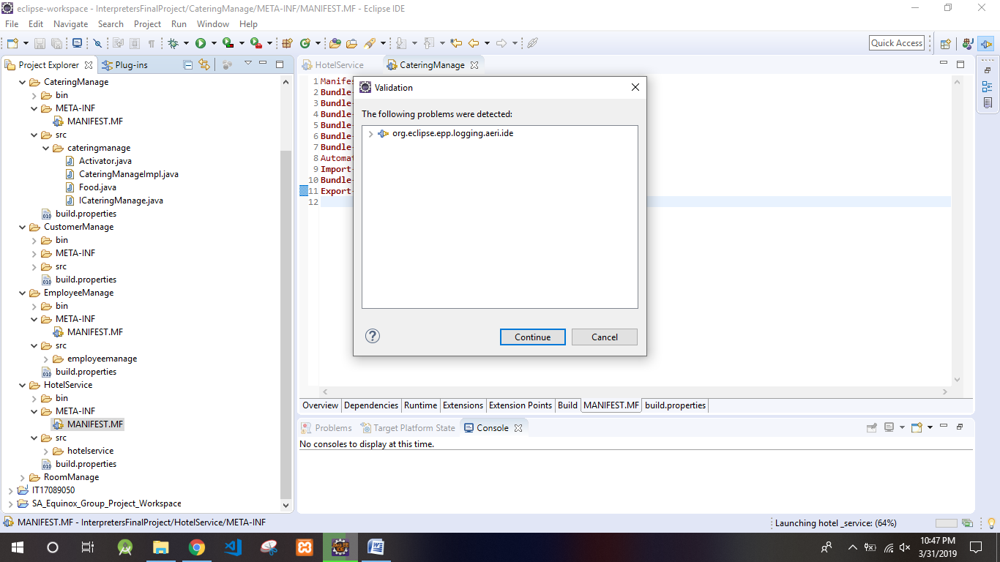 eclipse-workspace - InterpretersFinalProject/CateringManage/META-INF/MANIFEST.MF - Eclipse IDE
File Edit Navigate Search Project Run Window Help
Quick Access
Project Explorer Plug-ins
CateringManage
bin
META-INF
MANIFEST.MF
src
cateringmanage
Activator.java
CateringManageImpl.java
Food.java
ICateringManage.java
build.properties
CustomerManage
bin
META-INF
src
build.properties
EmployeeManage
bin
META-INF
MANIFEST.MF
src
employeemanage
build.properties
HotelService
bin
META-INF
MANIFEST.MF
src
hotelservice
build.properties
RoomManage
IT17089050
SA_Equinox_Group_Project_Workspace
HotelService CateringManage
1 Manifes
2 Bundle-
3 Bundle-
4 Bundle-
5 Bundle-
6 Bundle-
7 Bundle-
8 Automat
9 Import-
10 Bundle-
11 Export-
12
Validation
The following problems were detected:
org.eclipse.epp.logging.aeri.ide
Continue Cancel
Overview Dependencies Runtime Extensions Extension Points Build MANIFEST.MF build.properties
Problems Target Platform State Console
No consoles to display at this time.
MANIFEST.MF - InterpretersFinalProject/HotelService/META-INF
Launching hotel _service: (64%)
10:47 PM
3/31/2019